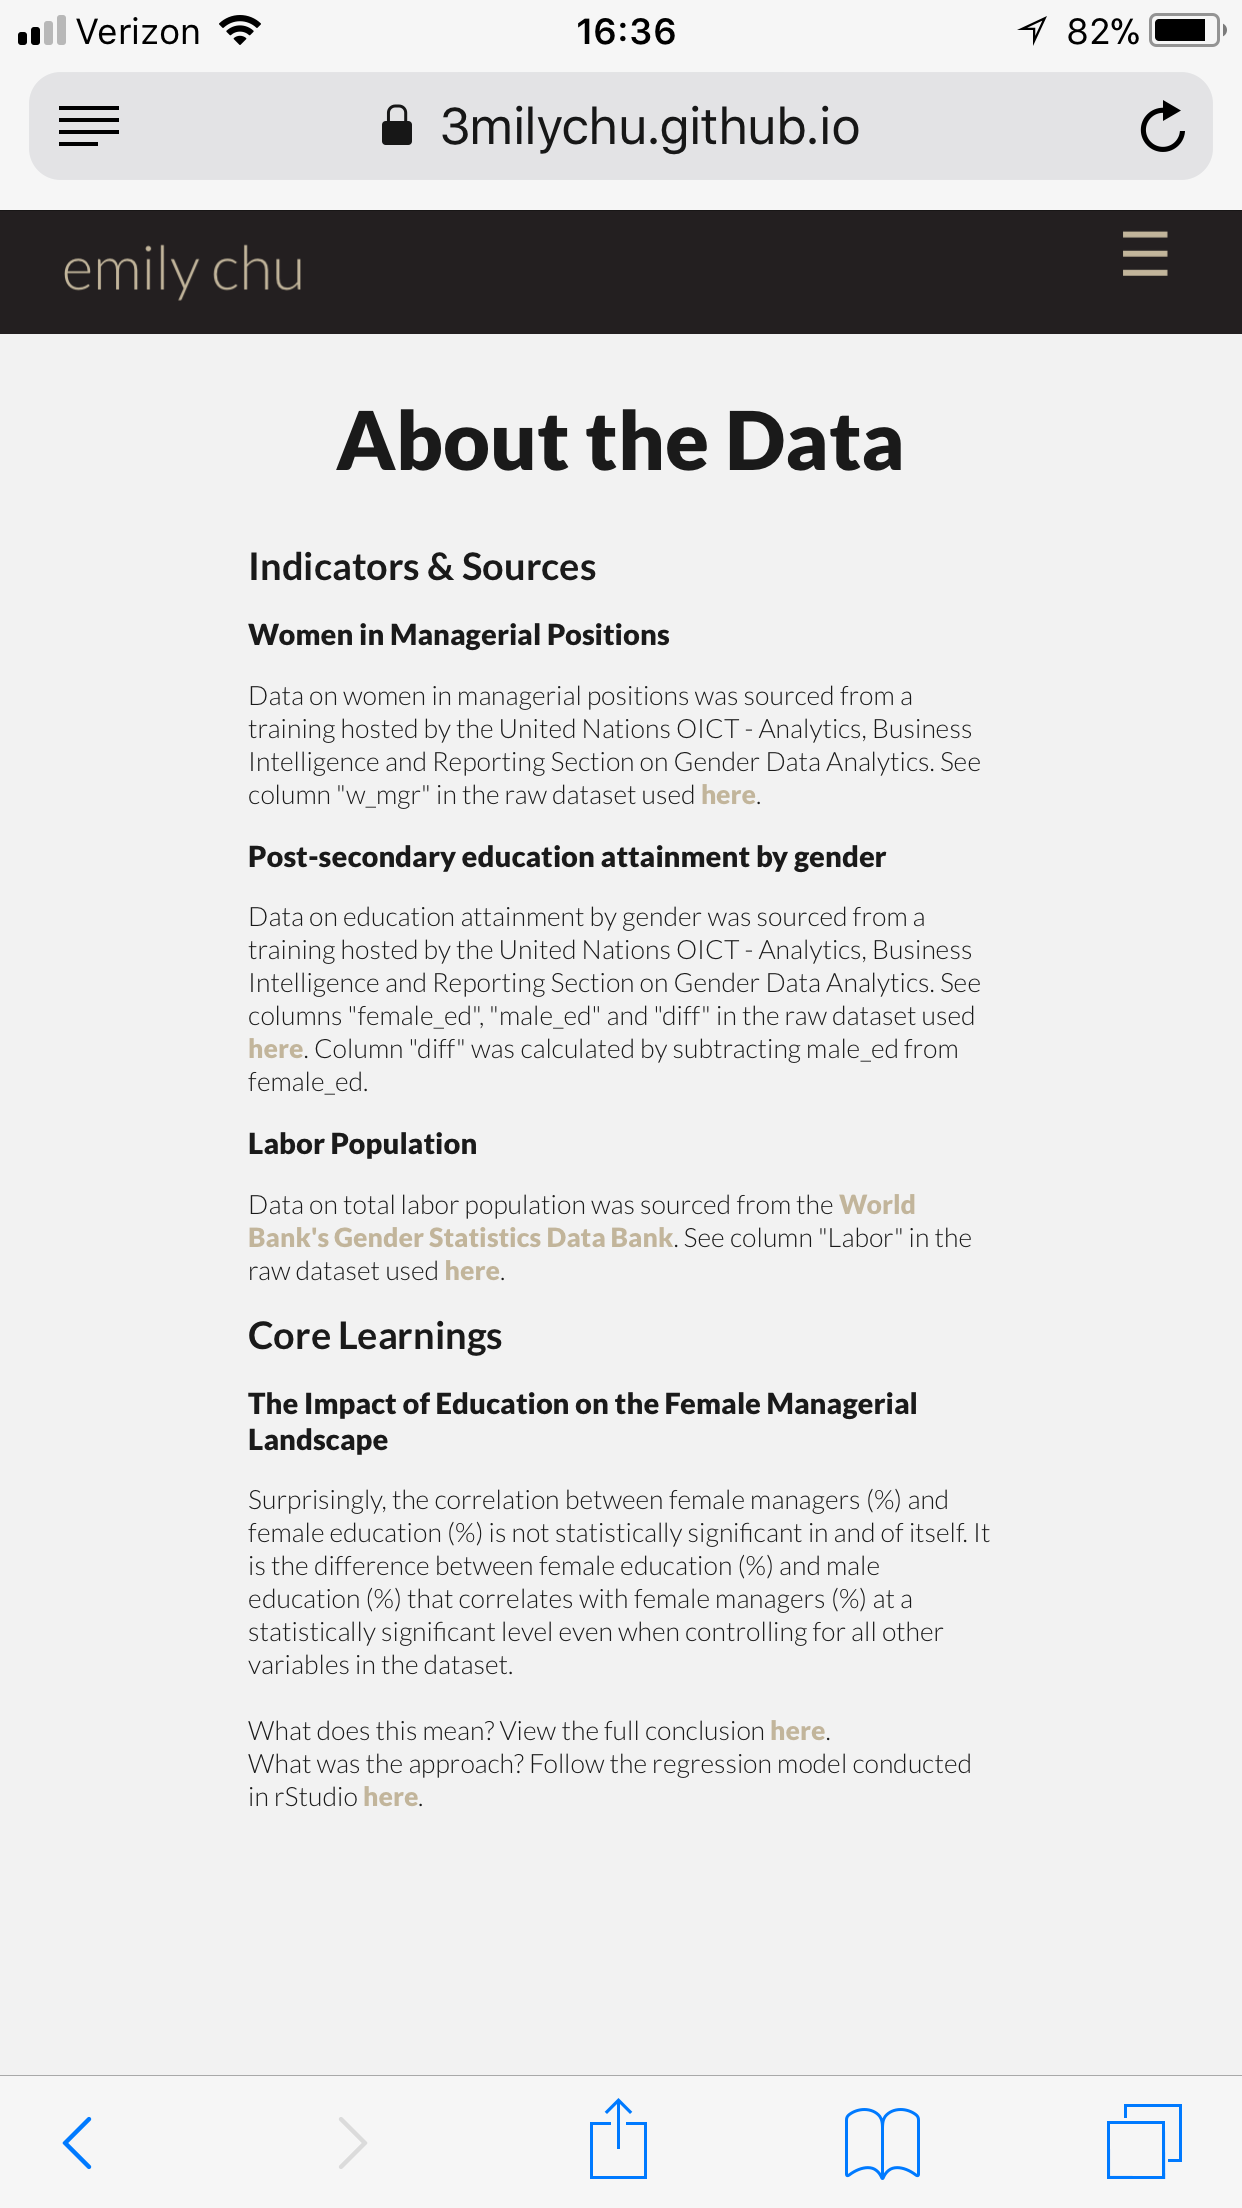 Verizon 16:36 82%
3milychu.github.io
emily chu
About the Data
Indicators & Sources
Women in Managerial Positions
Data on women in managerial positions was sourced from a
training hosted by the United Nations OICT - Analytics, Business
Intelligence and Reporting Section on Gender Data Analytics. See
column "w_mgr" in the raw dataset used here.
Post-secondary education attainment by gender
Data on education attainment by gender was sourced from a
training hosted by the United Nations OICT - Analytics, Business
Intelligence and Reporting Section on Gender Data Analytics. See
columns "female_ed", "male_ed" and "diff" in the raw dataset used
here. Column "diff" was calculated by subtracting male_ed from
female_ed.
Labor Population
Data on total labor population was sourced from the World
Bank's Gender Statistics Data Bank. See column "Labor" in the
raw dataset used here.
Core Learnings
The Impact of Education on the Female Managerial
Landscape
Surprisingly, the correlation between female managers (%) and
female education (%) is not statistically significant in and of itself. It
is the difference between female education (%) and male
education (%) that correlates with female managers (%) at a
statistically significant level even when controlling for all other
variables in the dataset.
What does this mean? View the full conclusion here.
What was the approach? Follow the regression model conducted
in rStudio here.